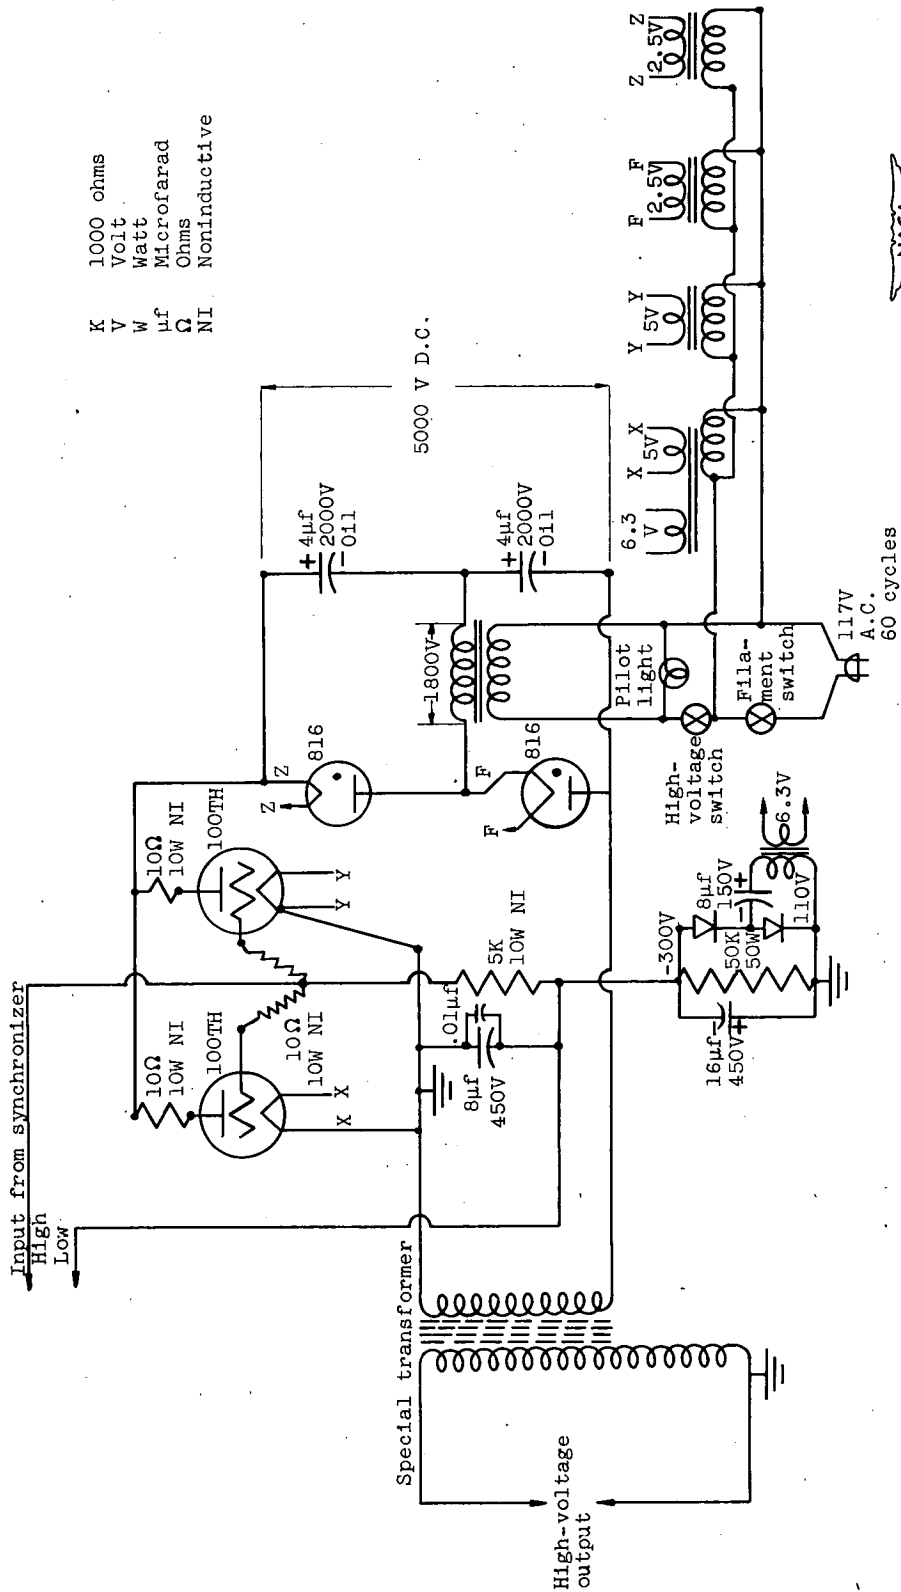 Input from synchronizer
High
Low
10Ω
10W NI
100TH
10Ω
10W NI
100TH
10Ω
10W NI
X
X
Y
Y
Z
Z
816
F
F
816
1800V
+4µf
2000V
-Oil
+4µf
2000V
-Oil
5000 V D.C.
K 1000 ohms
V Volt
W Watt
µf Microfarad
Ω Ohms
NI Noninductive
5K
10W NI
.01µf
8µf
450V
Special transformer
High-voltage
output
-300V
16µf-
450V+
50K
50W
8µf
150V
- +
110V
6.3V
Pilot
light
High-
voltage
switch
Fila-
ment
switch
117V
A.C.
60 cycles
6.3
V
X X
5V
Y Y
5V
F F
2.5V
Z Z
2.5V